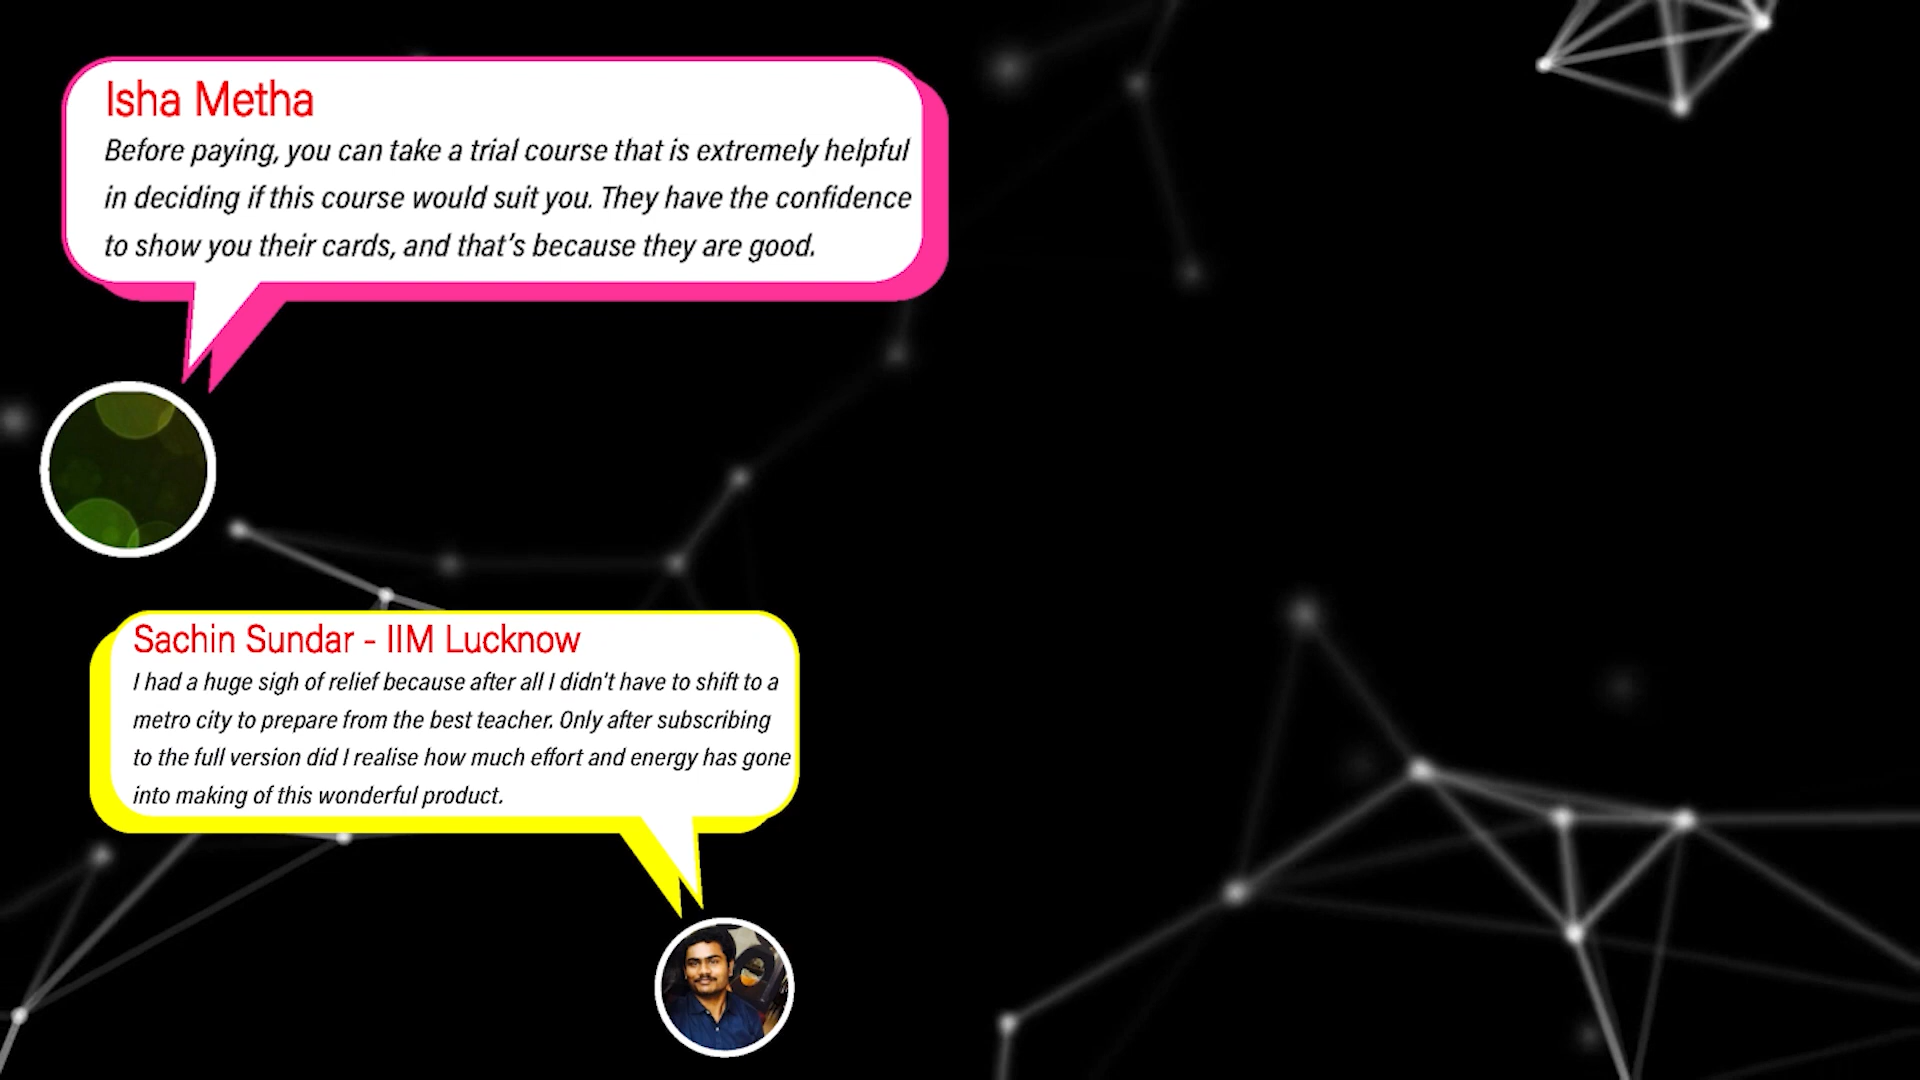 Isha Metha
Before paying, you can take a trial course that is extremely helpful
in deciding if this course would suit you. They have the confidence
to show you their cards, and that's because they are good.
Sachin Sundar - IIM Lucknow
I had a huge sigh of relief because after all I didn't have to shift to a
metro city to prepare from the best teacher. Only after subscribing
to the full version did I realise how much effort and energy has gone
into making of this wonderful product.